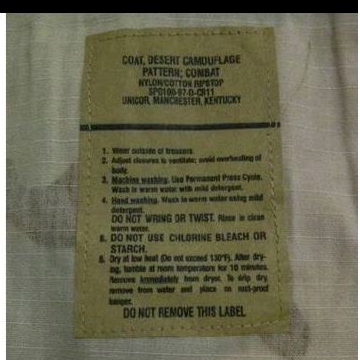 COAT, DESERT CAMOUFLAGE
PATTERN; COMBAT
NYLON/COTTON RIPSTOP
SPO100-97-D-CB11
UNICOR, MANCHESTER, KENTUCKY
1. Wear outside of trousers.
2. Adjust closures to ventilate; avoid overheating of
body.
3. Machine washing. Use Permanent Press Cycle.
Wash in warm water with mild detergent.
4. Hand washing. Wash in warm water using mild
detergent.
DO NOT WRING OR TWIST. Rinse in clean
warm water.
5. DO NOT USE CHLORINE BLEACH OR
STARCH.
6. Dry at low heat (Do not exceed 130°F). After dry-
ing, tumble at room temperature for 10 minutes.
Remove immediately from dryer. To drip dry,
remove from water and place on rust-proof
hanger.
DO NOT REMOVE THIS LABEL